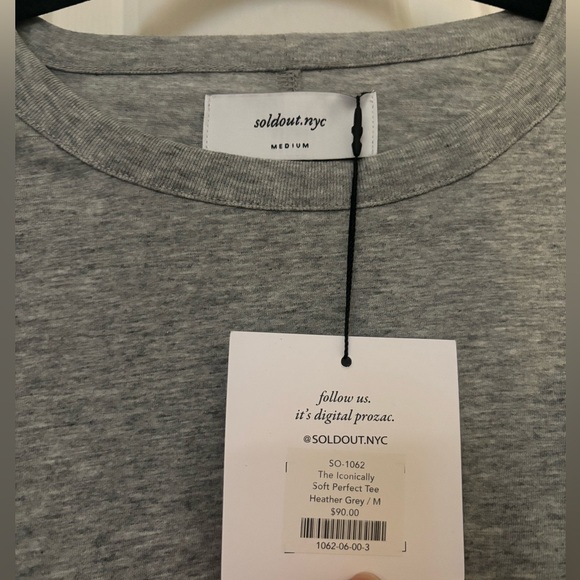 soldout.nyc
MEDIUM
follow us.
it's digital prozac.
@SOLDOUT.NYC
SO-1062
The Iconically
Soft Perfect Tee
Heather Grey / M
$90.00
1062-06-00-3